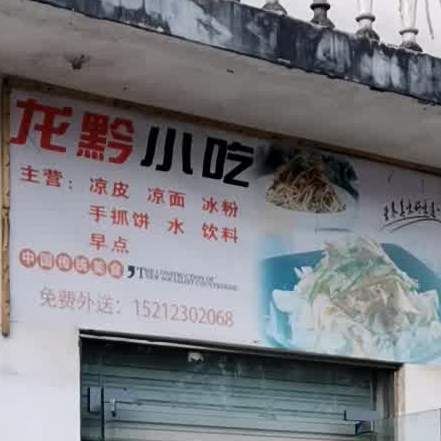 龙黔小吃
主营：凉皮 凉面 冰粉
手抓饼 水 饮料
早点
中国传统美食
免费外送：15212302068